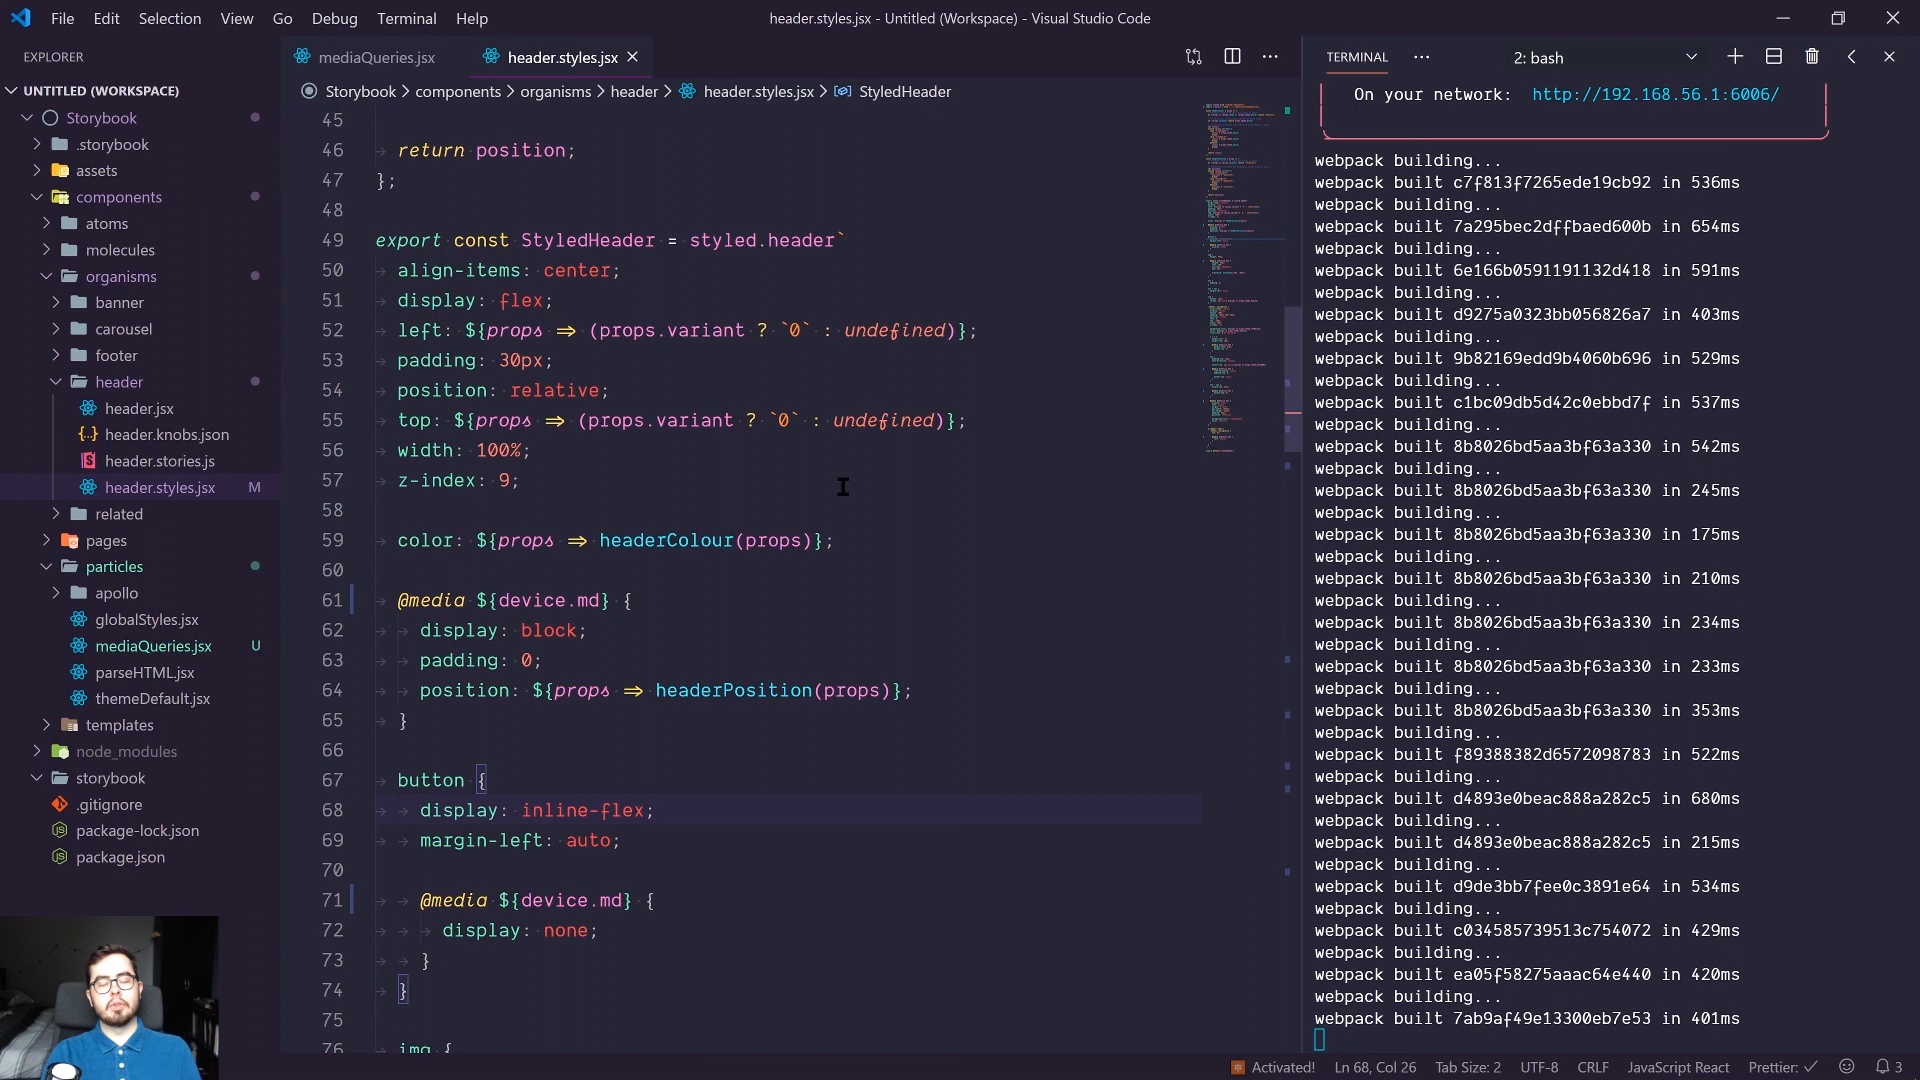 File Edit Selection View Go Debug Terminal Help
header.styles.jsx - Untitled (Workspace) - Visual Studio Code
EXPLORER
UNTITLED (WORKSPACE)
Storybook
.storybook
assets
components
atoms
molecules
organisms
banner
carousel
footer
header
header.jsx
header.knobs.json
header.stories.js
header.styles.jsx M
related
pages
particles
apollo
globalStyles.jsx
mediaQueries.jsx U
parseHTML.jsx
themeDefault.jsx
templates
node_modules
storybook
.gitignore
package-lock.json
package.json
mediaQueries.jsx
header.styles.jsx
Storybook > components > organisms > header > header.styles.jsx > StyledHeader
45
46 return position;
47 };
48
49 export const StyledHeader = styled.header`
50 align-items: center;
51 display: flex;
52 left: ${props => (props.variant ? `0` : undefined)};
53 padding: 30px;
54 position: relative;
55 top: ${props => (props.variant ? `0` : undefined)};
56 width: 100%;
57 z-index: 9;
58
59 color: ${props => headerColour(props)};
60
61 @media ${device.md} {
62 display: block;
63 padding: 0;
64 position: ${props => headerPosition(props)};
65 }
66
67 button {
68 display: inline-flex;
69 margin-left: auto;
70
71 @media ${device.md} {
72 display: none;
73 }
74 }
75
76 img {
TERMINAL
2: bash
On your network: http://192.168.56.1:6006/
webpack building...
webpack built c7f813f7265ede19cb92 in 536ms
webpack building...
webpack built 7a295bec2dffbaed600b in 654ms
webpack building...
webpack built 6e166b0591191132d418 in 591ms
webpack building...
webpack built d9275a0323bb056826a7 in 403ms
webpack building...
webpack built 9b82169edd9b4060b696 in 529ms
webpack building...
webpack built c1bc09db5d42c0ebbd7f in 537ms
webpack building...
webpack built 8b8026bd5aa3bf63a330 in 542ms
webpack building...
webpack built 8b8026bd5aa3bf63a330 in 245ms
webpack building...
webpack built 8b8026bd5aa3bf63a330 in 175ms
webpack building...
webpack built 8b8026bd5aa3bf63a330 in 210ms
webpack building...
webpack built 8b8026bd5aa3bf63a330 in 234ms
webpack building...
webpack built 8b8026bd5aa3bf63a330 in 233ms
webpack building...
webpack built 8b8026bd5aa3bf63a330 in 353ms
webpack building...
webpack built f89388382d6572098783 in 522ms
webpack building...
webpack built d4893e0beac888a282c5 in 680ms
webpack building...
webpack built d4893e0beac888a282c5 in 215ms
webpack building...
webpack built d9de3bb7fee0c3891e64 in 534ms
webpack building...
webpack built c034585739513c754072 in 429ms
webpack building...
webpack built ea05f58275aaac64e440 in 420ms
webpack building...
webpack built 7ab9af49e13300eb7e53 in 401ms
Activated! Ln 68, Col 26 Tab Size: 2 UTF-8 CRLF JavaScript React Prettier: ✓ 3